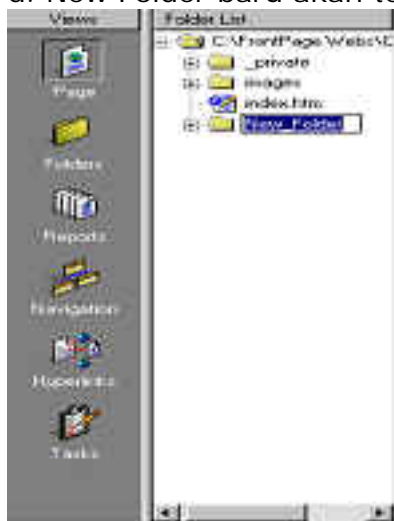 di New Folder baru akan te
Views
Folder List
C:\FrontPage Webs\C
_private
images
index.htm
New_Folder
Page
Folders
Reports
Navigation
Hyperlinks
Tasks